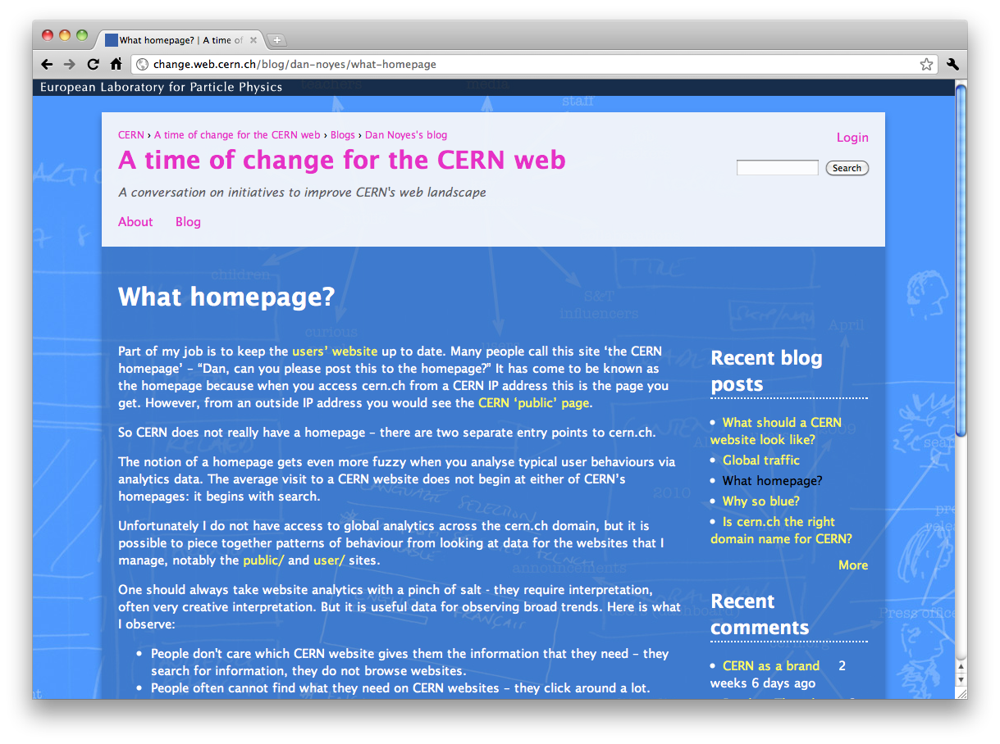 What homepage? | A time of
change.web.cern.ch/blog/dan-noyes/what-homepage
European Laboratory for Particle Physics
teachers
media
staff
CERN › A time of change for the CERN web › Blogs › Dan Noyes's blog
Login
A time of change for the CERN web
Search
A conversation on initiatives to improve CERN's web landscape
About Blog
children
TITLE
S&T
influencers
curious
April
What homepage?
Part of my job is to keep the users’ website up to date. Many people call this site ‘the CERN
homepage’ – “Dan, can you please post this to the homepage?” It has come to be known as
the homepage because when you access cern.ch from a CERN IP address this is the page you
get. However, from an outside IP address you would see the CERN ‘public’ page.
So CERN does not really have a homepage – there are two separate entry points to cern.ch.
The notion of a homepage gets even more fuzzy when you analyse typical user behaviours via
analytics data. The average visit to a CERN website does not begin at either of CERN’s
homepages: it begins with search.
LANGUAGE SELECTION
2010
Unfortunately I do not have access to global analytics across the cern.ch domain, but it is
possible to piece together patterns of behaviour from looking at data for the websites that I
manage, notably the public/ and user/ sites.
announcements
One should always take website analytics with a pinch of salt - they require interpretation,
often very creative interpretation. But it is useful data for observing broad trends. Here is what
I observe:
ENGLISH
FRANÇAIS
• People don't care which CERN website gives them the information that they need – they
search for information, they do not browse websites.
• People often cannot find what they need on CERN websites – they click around a lot.
Recent blog
posts
• What should a CERN
website look like?
• Global traffic
• What homepage?
• Why so blue?
• Is cern.ch the right
domain name for CERN?
More
Recent
comments
Press office
• CERN as a brand 2
weeks 6 days ago